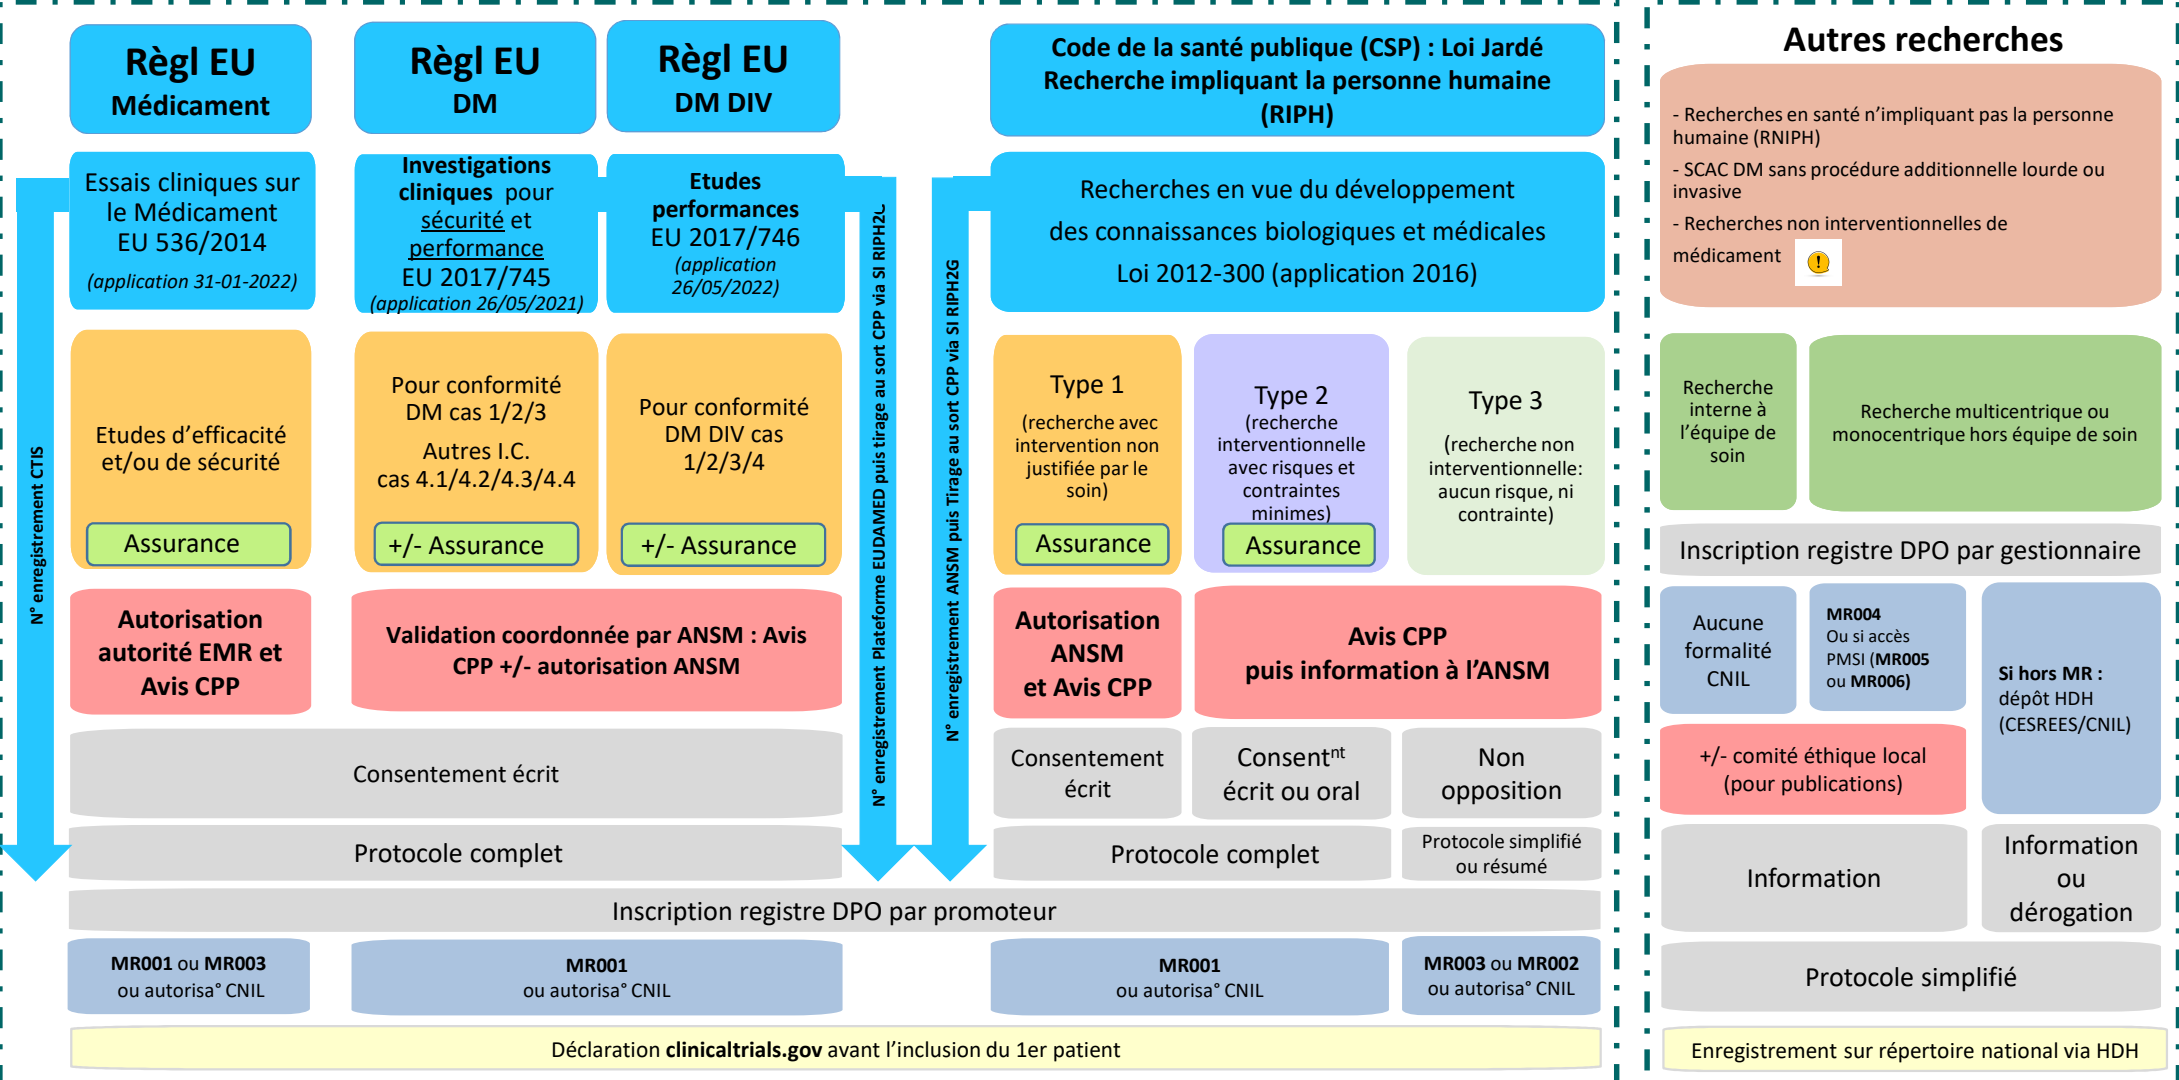 Règl EU
Médicament
Règl EU
DM
Règl EU
DM DIV
Code de la santé publique (CSP) : Loi Jardé
Recherche impliquant la personne humaine
(RIPH)
Essais cliniques sur
le Médicament
EU 536/2014
(application 31-01-2022)
Investigations
cliniques pour
sécurité et
performance
EU 2017/745
(application 26/05/2021)
Etudes
performances
EU 2017/746
(application
26/05/2022)
Recherches en vue du développement
des connaissances biologiques et médicales
Loi 2012-300 (application 2016)
N° enregistrement CTIS
N° enregistrement Plateforme EUDAMED puis tirage au sort CPP via SI RIPH2G
N° enregistrement ANSM puis Tirage au sort CPP via SI RIPH2G
Etudes d’efficacité
et/ou de sécurité
Assurance
Pour conformité
DM cas 1/2/3
Autres I.C.
cas 4.1/4.2/4.3/4.4
+/- Assurance
Pour conformité
DM DIV cas
1/2/3/4
+/- Assurance
Type 1
(recherche avec
intervention non
justifiée par le
soin)
Assurance
Type 2
(recherche
interventionnelle
avec risques et
contraintes
minimes)
Assurance
Type 3
(recherche non
interventionnelle:
aucun risque, ni
contrainte)
Autorisation
autorité EMR et
Avis CPP
Validation coordonnée par ANSM : Avis
CPP +/- autorisation ANSM
Autorisation
ANSM
et Avis CPP
Avis CPP
puis information à l’ANSM
Consentement écrit
Consentement
écrit
Consentnt
écrit ou oral
Non
opposition
Protocole complet
Protocole complet
Protocole simplifié
ou résumé
Inscription registre DPO par promoteur
MR001 ou MR003
ou autorisa° CNIL
MR001
ou autorisa° CNIL
MR001
ou autorisa° CNIL
MR003 ou MR002
ou autorisa° CNIL
Déclaration clinicaltrials.gov avant l’inclusion du 1er patient
Autres recherches
- Recherches en santé n’impliquant pas la personne
humaine (RNIPH)
- SCAC DM sans procédure additionnelle lourde ou
invasive
- Recherches non interventionnelles de
médicament
!
Recherche
interne à
l’équipe de
soin
Recherche multicentrique ou
monocentrique hors équipe de soin
Inscription registre DPO par gestionnaire
Aucune
formalité
CNIL
MR004
Ou si accès
PMSI (MR005
ou MR006)
Si hors MR :
dépôt HDH
(CESREES/CNIL)
+/- comité éthique local
(pour publications)
Information
Information
ou
dérogation
Protocole simplifié
Enregistrement sur répertoire national via HDH